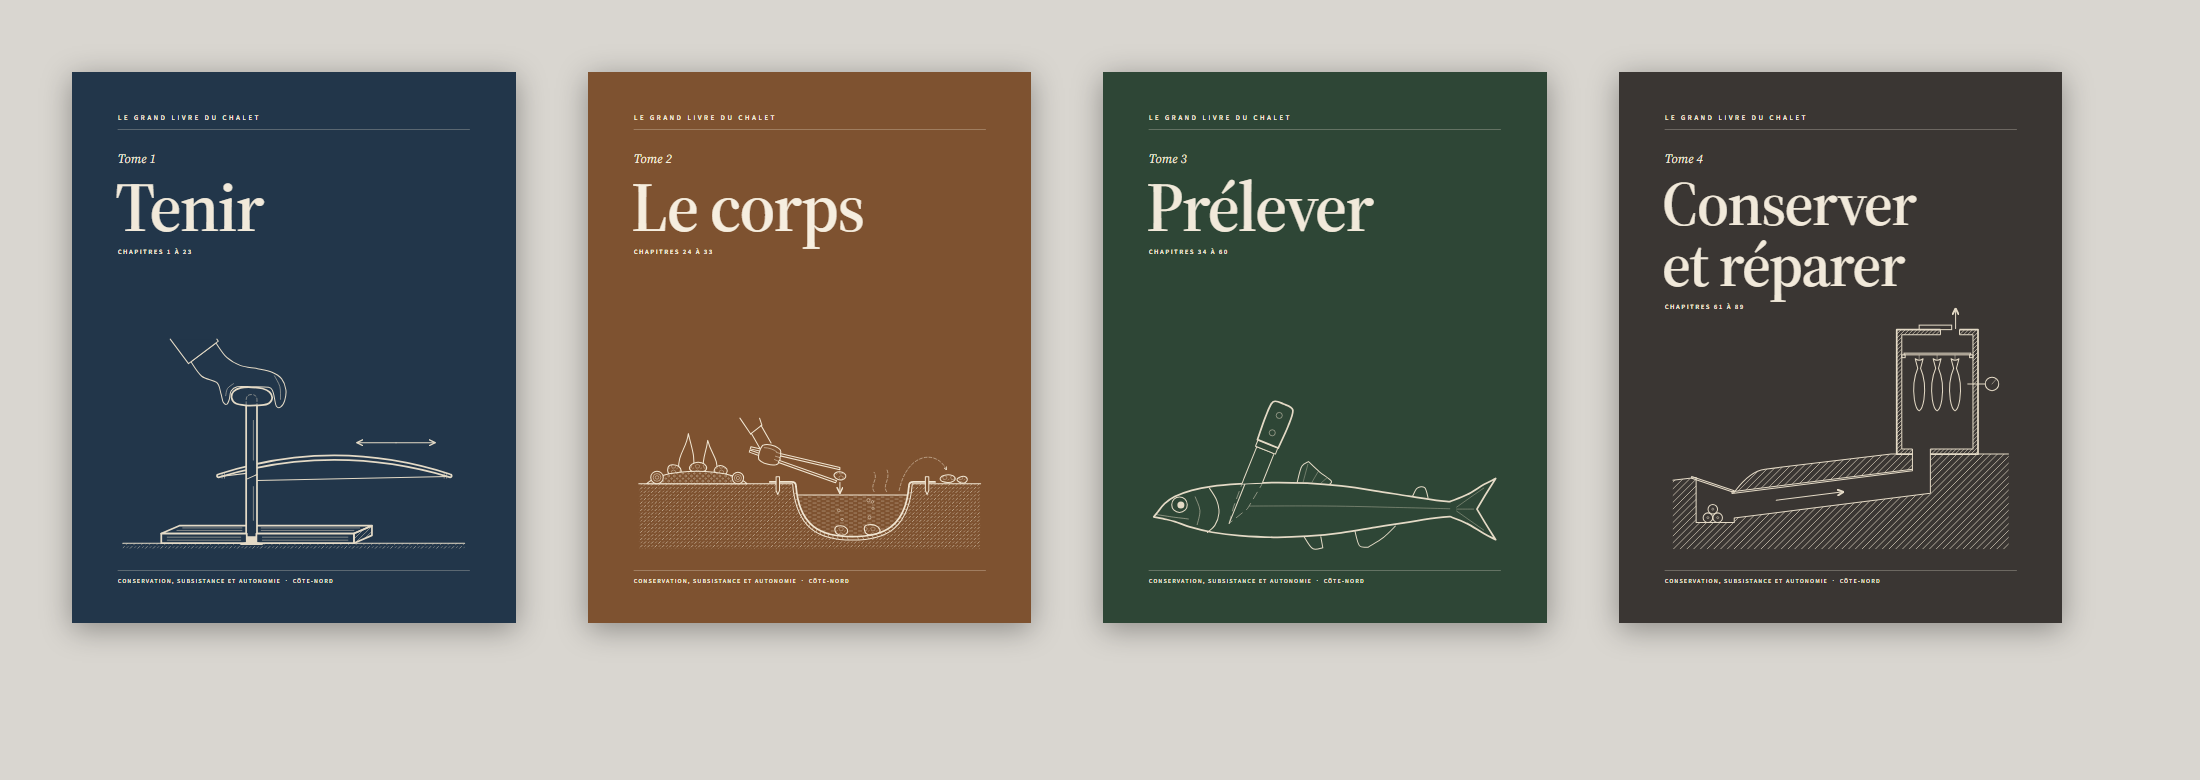 LE GRAND LIVRE DU CHALET
Tome 1
Tenir
CHAPITRES 1 À 23
CONSERVATION, SUBSISTANCE ET AUTONOMIE · CÔTE-NORD
LE GRAND LIVRE DU CHALET
Tome 2
Le corps
CHAPITRES 24 À 33
CONSERVATION, SUBSISTANCE ET AUTONOMIE · CÔTE-NORD
LE GRAND LIVRE DU CHALET
Tome 3
Prélever
CHAPITRES 34 À 60
CONSERVATION, SUBSISTANCE ET AUTONOMIE · CÔTE-NORD
LE GRAND LIVRE DU CHALET
Tome 4
Conserver
et réparer
CHAPITRES 61 À 89
CONSERVATION, SUBSISTANCE ET AUTONOMIE · CÔTE-NORD